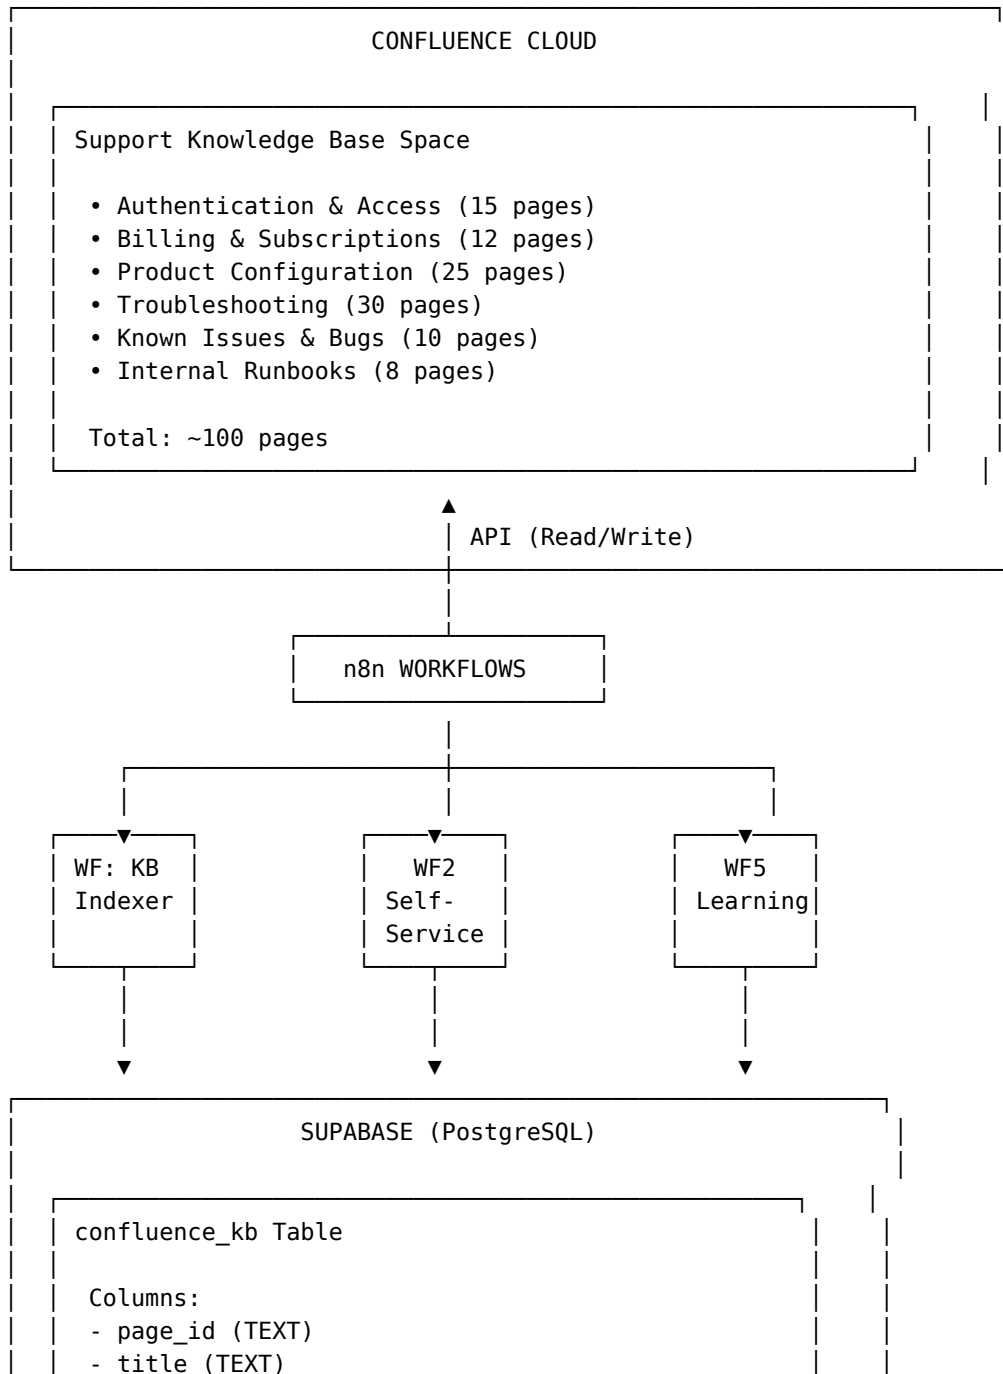 CONFLUENCE CLOUD
Support Knowledge Base Space
• Authentication & Access (15 pages)
• Billing & Subscriptions (12 pages)
• Product Configuration (25 pages)
• Troubleshooting (30 pages)
• Known Issues & Bugs (10 pages)
• Internal Runbooks (8 pages)
Total: ~100 pages
API (Read/Write)
n8n WORKFLOWS
WF: KB
Indexer
WF2
Self-
Service
WF5
Learning
SUPABASE (PostgreSQL)
confluence_kb Table
Columns:
- page_id (TEXT)
- title (TEXT)